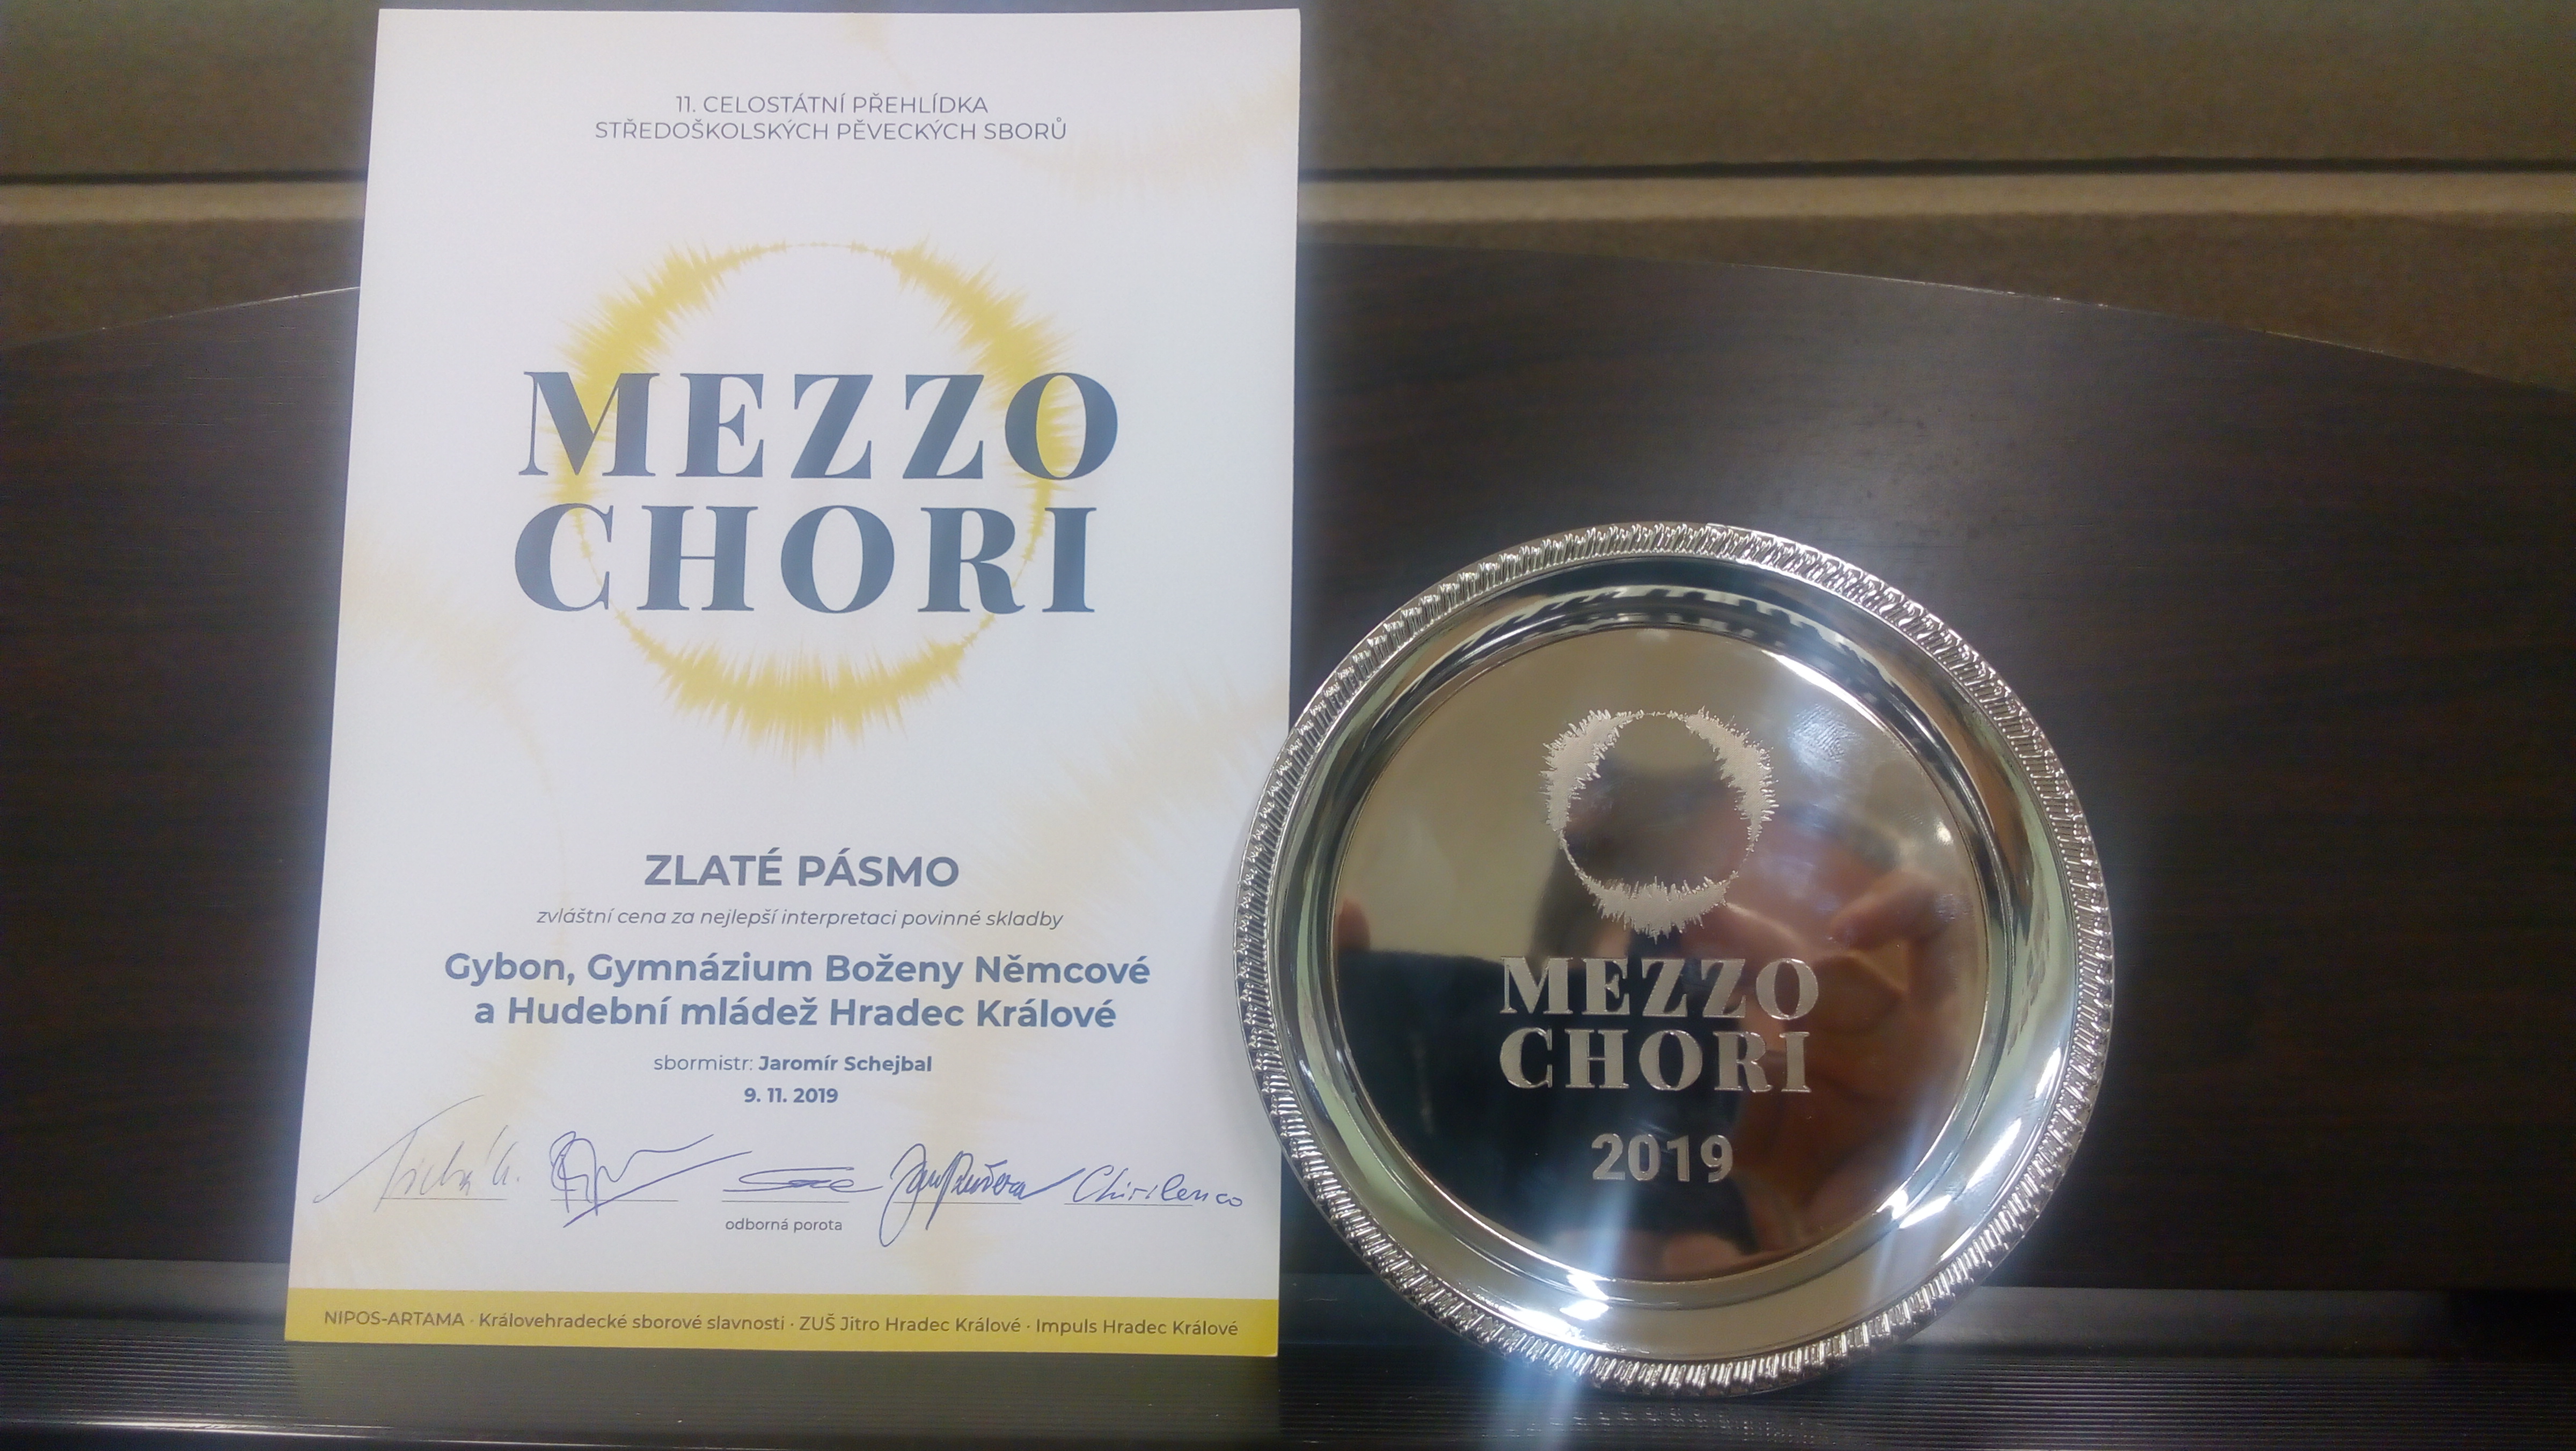 11. CELOSTÁTNÍ PŘEHLÍDKA
STŘEDOŠKOLSKÝCH PĚVECKÝCH SBORŮ
MEZZO
CHORI
ZLATÉ PÁSMO
zvláštní cena za nejlepší interpretaci povinné skladby
Gybon, Gymnázium Boženy Němcové
a Hudební mládež Hradec Králové
sbormistr: Jaromír Schejbal
9. 11. 2019
Chirilenco
odborná porota
NIPOS-ARTAMA · Královehradecké sborové slavnosti · ZUŠ Jitro Hradec Králové · Impuls Hradec Králové
MEZZO
CHORI
2019